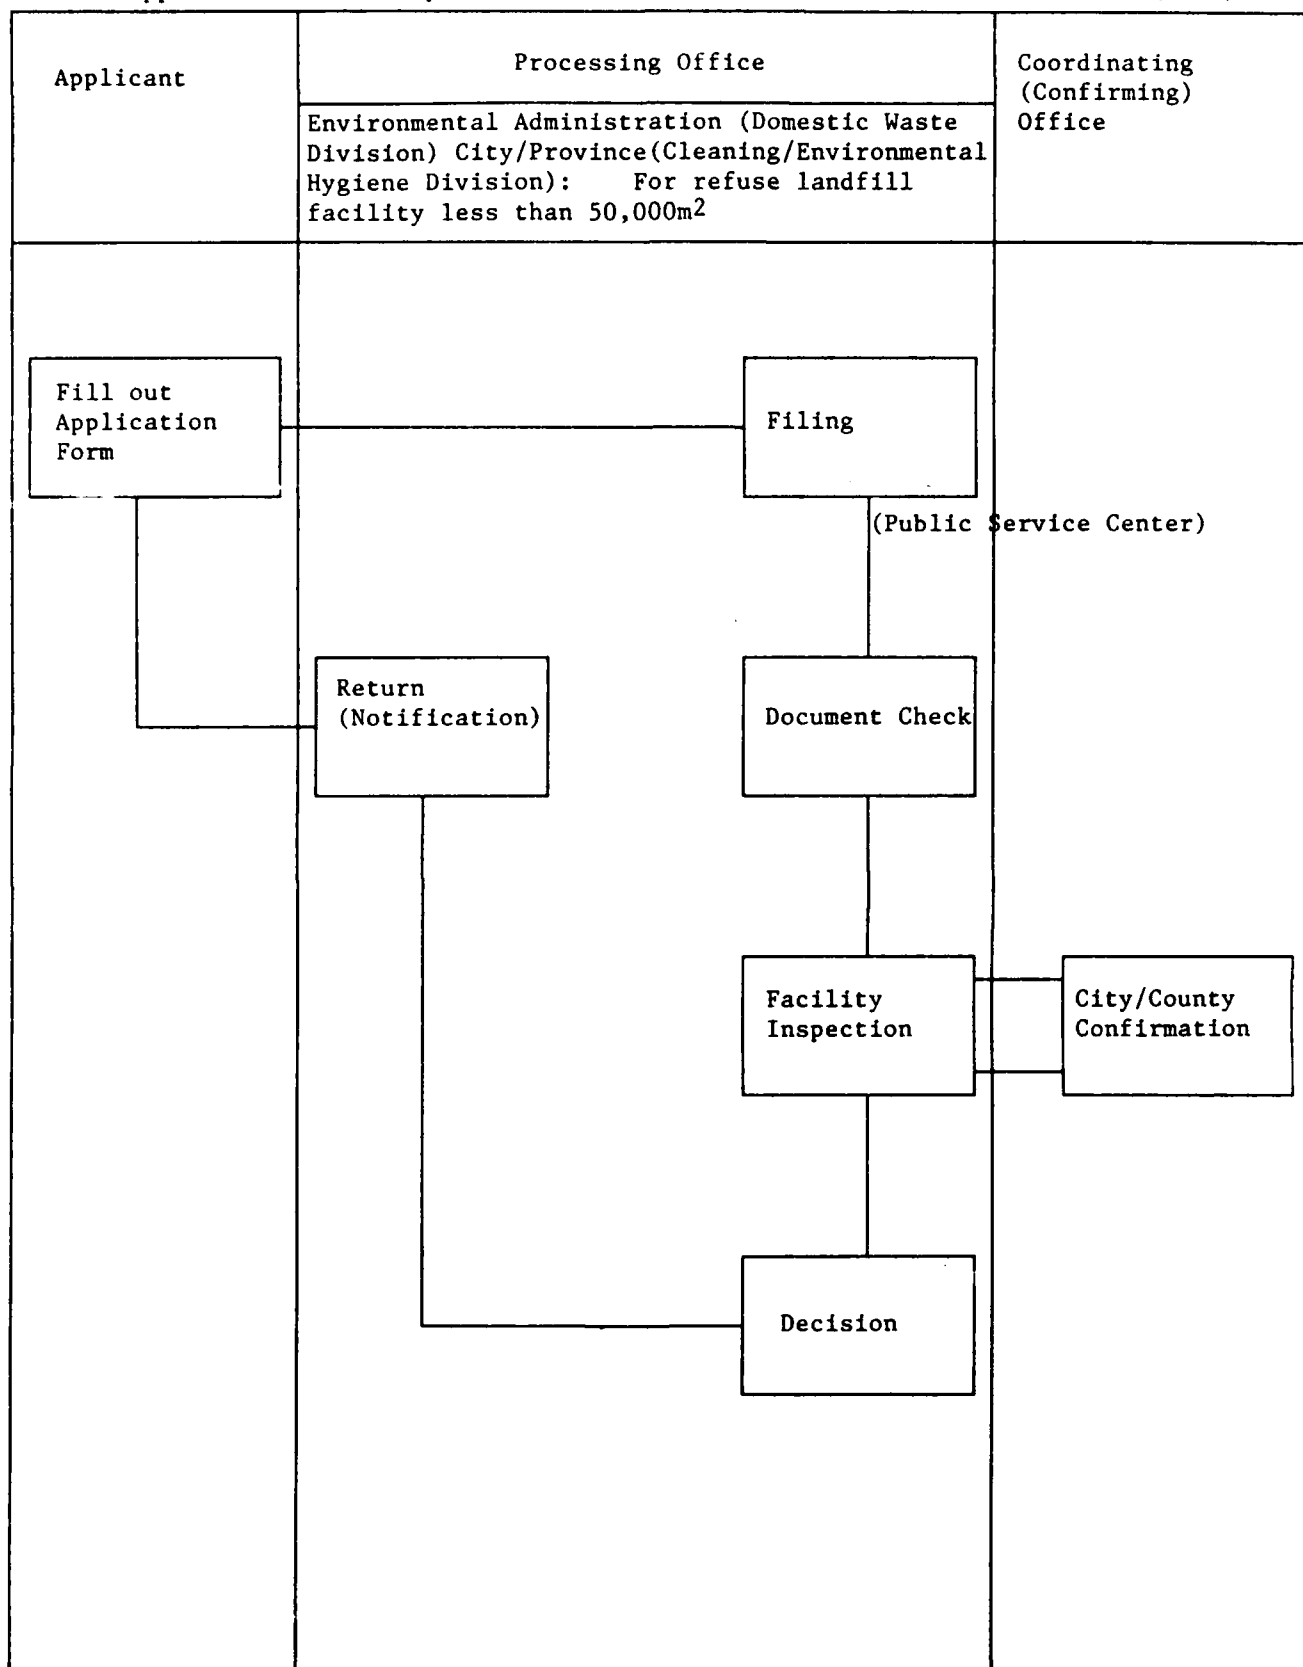 Applicant
Processing Office
Coordinating
(Confirming)
Office
Environmental Administration (Domestic Waste
Division) City/Province(Cleaning/Environmental
Hygiene Division): For refuse landfill
facility less than 50,000m2
Fill out
Application
Form
Filing
(Public Service Center)
Return
(Notification)
Document Check
Facility
Inspection
City/County
Confirmation
Decision